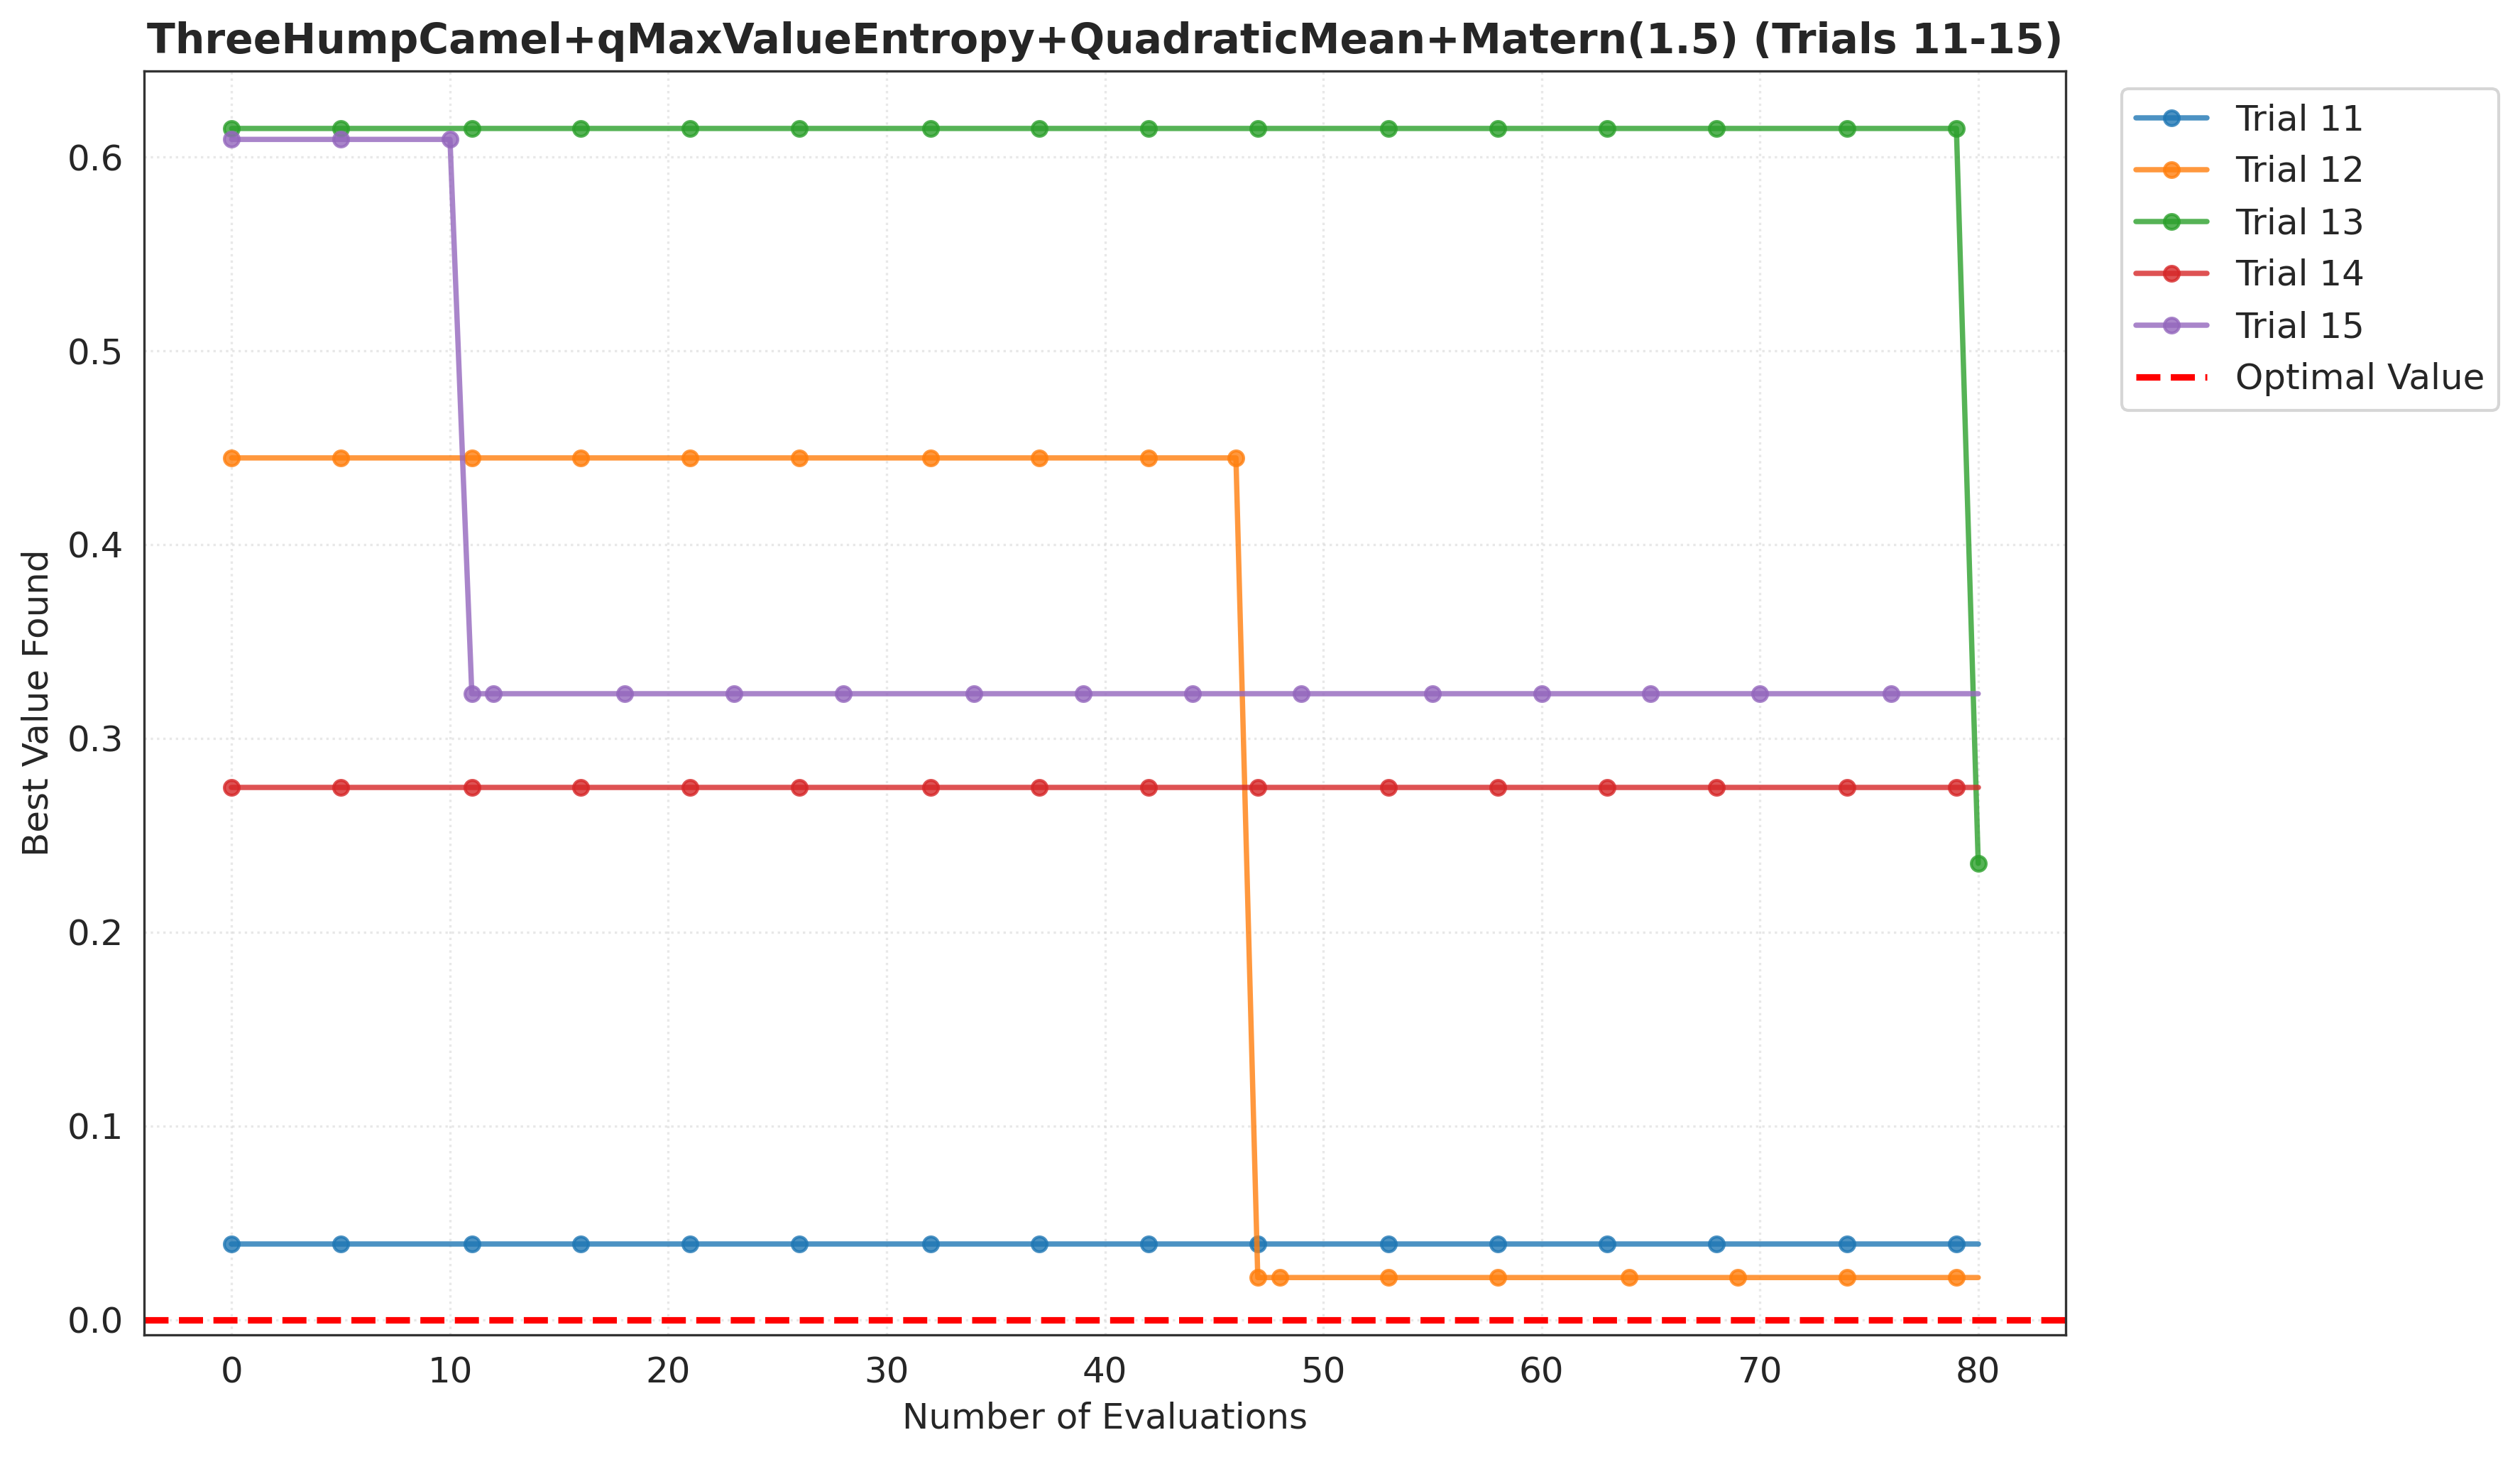 ThreeHumpCamel+qMaxValueEntropy+QuadraticMean+Matern(1.5) (Trials 11-15)
Best Value Found
0.6
0.5
0.4
0.3
0.2
0.1
0.0
0 10 20 30 40 50 60 70 80
Number of Evaluations
Trial 11
Trial 12
Trial 13
Trial 14
Trial 15
Optimal Value